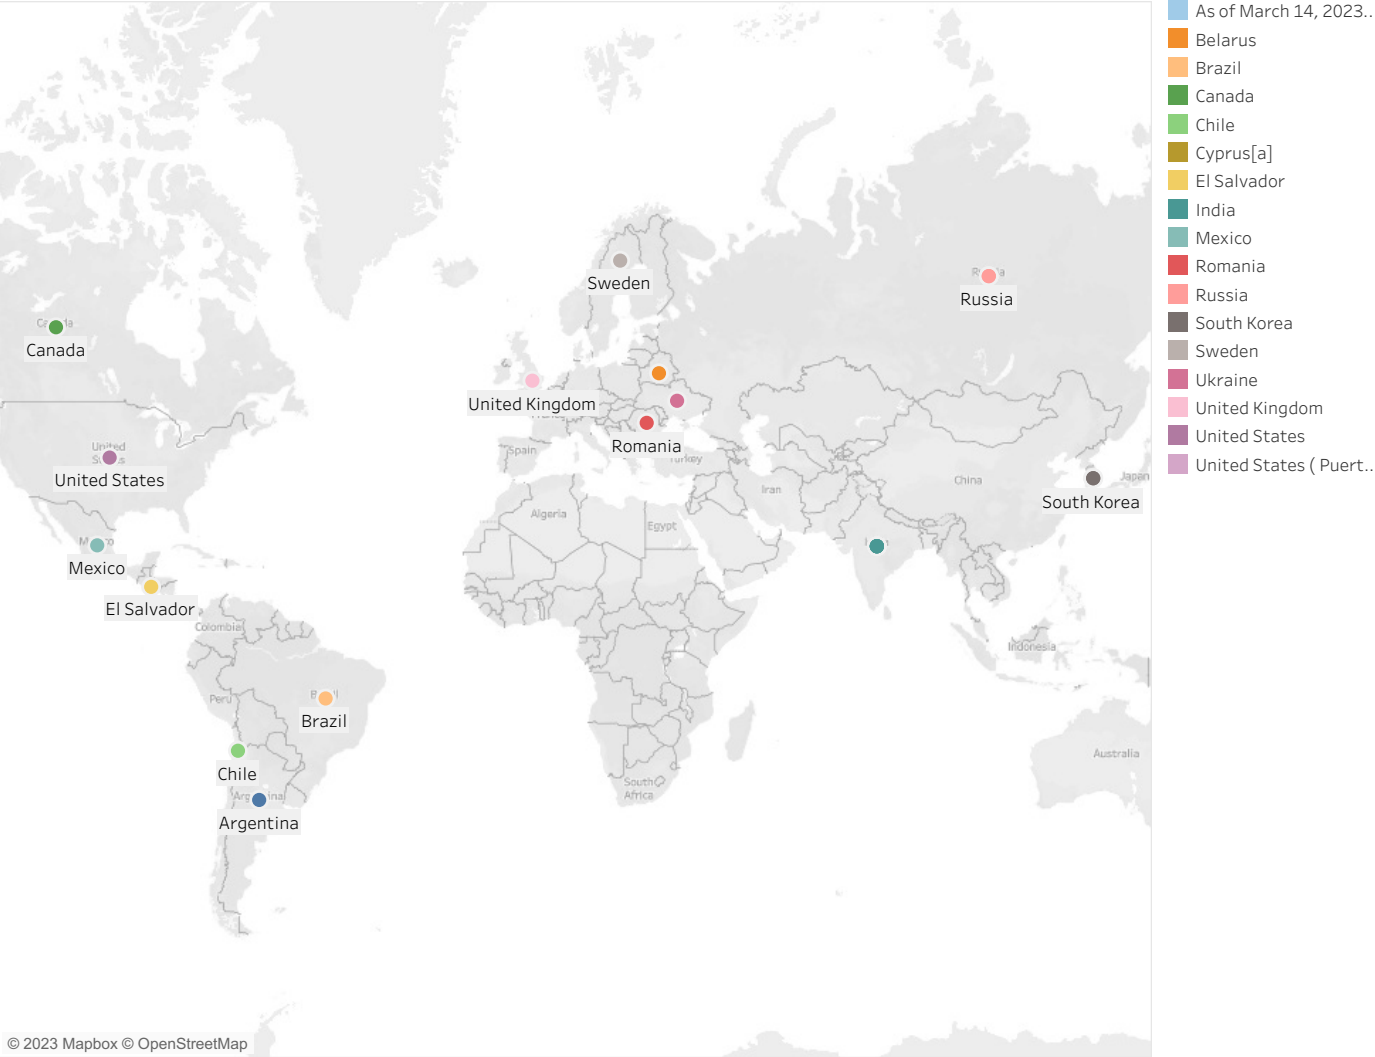 As of March 14, 2023..
Belarus
Brazil
Canada
Chile
Cyprus[a]
El Salvador
India
Mexico
Romania
Russia
South Korea
Sweden
Ukraine
United Kingdom
United States
United States ( Puert..
Sweden
Russia
Canada
United Kingdom
Romania
Spain
Turkey
United
United States
Iran
China
Japan
South Korea
Algeria
Egypt
Mexico
El Salvador
Colombia
Indonesia
Peru
Brazil
Chile
Australia
South
Africa
Argentina
© 2023 Mapbox © OpenStreetMap